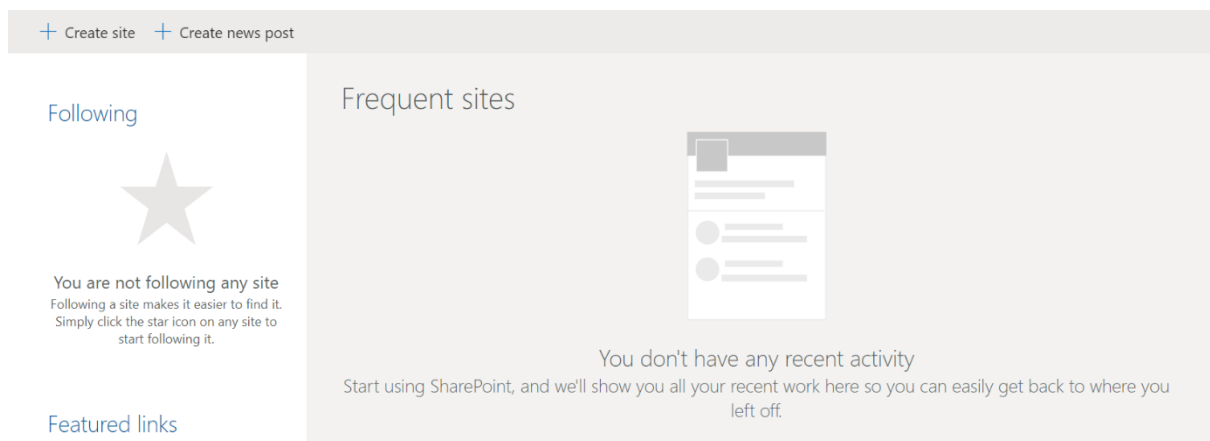 Create site
Create news post
Following
You are not following any site
Following a site makes it easier to find it.
Simply click the star icon on any site to
start following it.
Featured links
Frequent sites
You don't have any recent activity
Start using SharePoint, and we'll show you all your recent work here so you can easily get back to where you
left off.